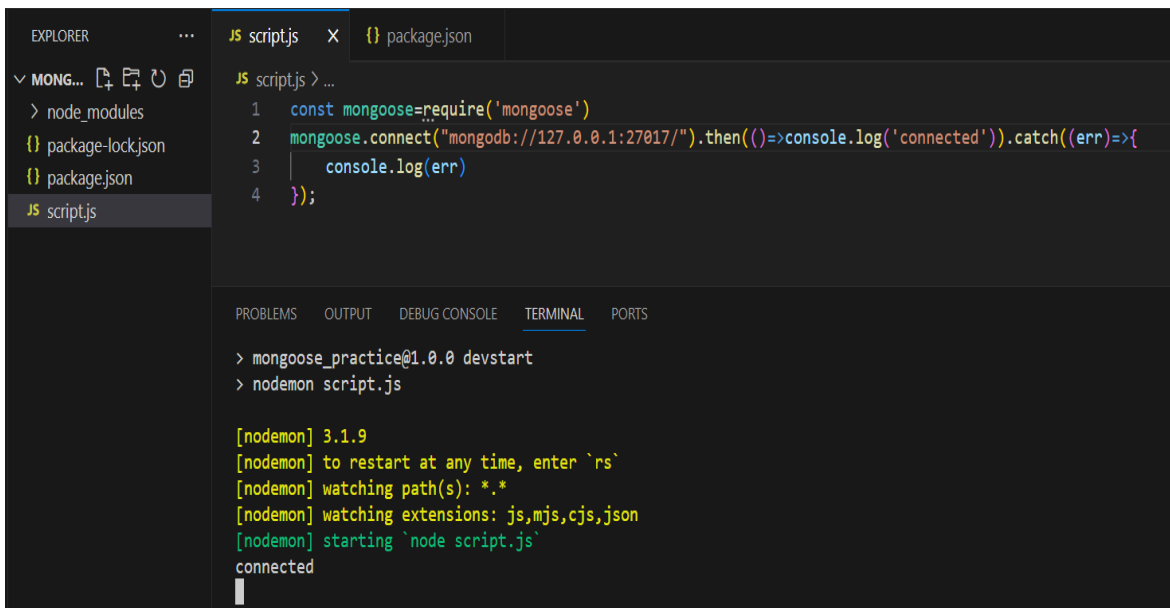 EXPLORER ...
MONG...
> node_modules
{} package-lock.json
{} package.json
JS script.js
JS script.js X {} package.json
JS script.js > ...
1 const mongoose=require('mongoose')
2 mongoose.connect("mongodb://127.0.0.1:27017/").then(()=>console.log('connected')).catch((err)=>{
3 console.log(err)
4 });
PROBLEMS OUTPUT DEBUG CONSOLE TERMINAL PORTS
> mongoose_practice@1.0.0 devstart
> nodemon script.js
[nodemon] 3.1.9
[nodemon] to restart at any time, enter `rs`
[nodemon] watching path(s): *.*
[nodemon] watching extensions: js,mjs,cjs,json
[nodemon] starting `node script.js`
connected